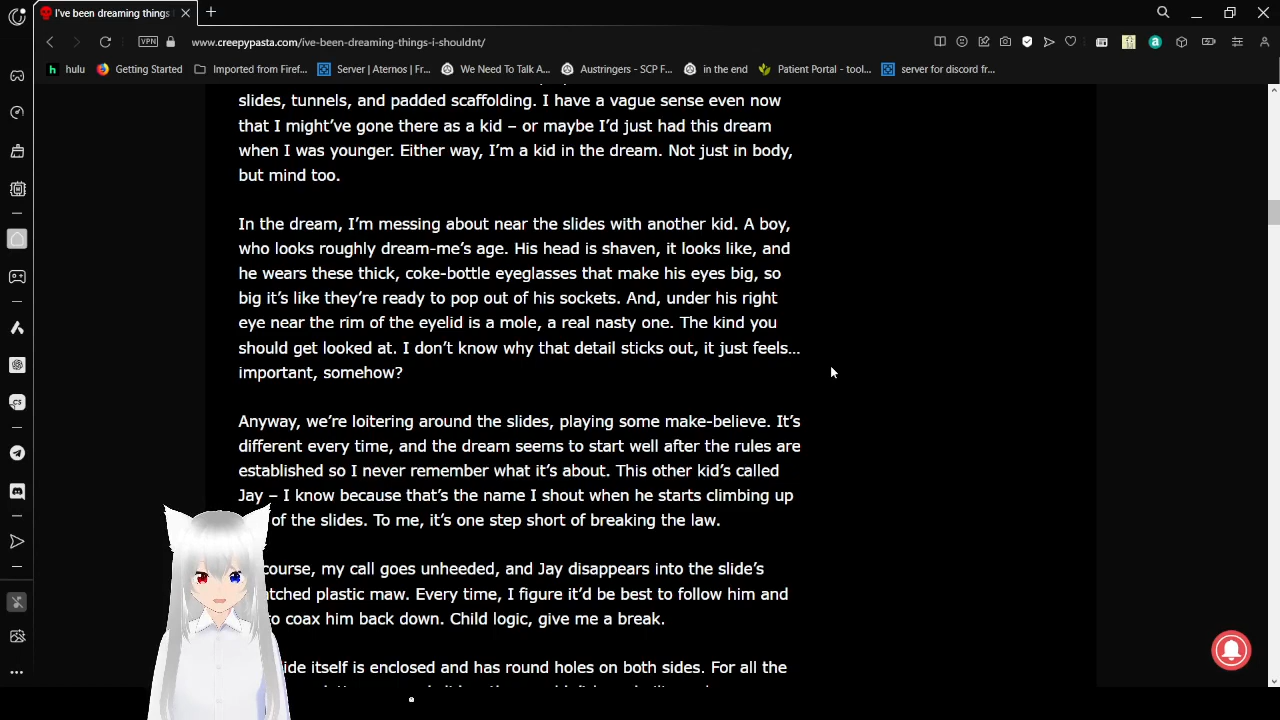 I've been dreaming things I
VPN
www.creepypasta.com/ive-been-dreaming-things-i-shouldnt/
hulu
Getting Started
Imported from Firef...
Server | Aternos | Fr...
We Need To Talk A...
Austringers - SCP F...
in the end
Patient Portal - tool...
server for discord fr...
slides, tunnels, and padded scaffolding. I have a vague sense even now
that I might've gone there as a kid – or maybe I'd just had this dream
when I was younger. Either way, I'm a kid in the dream. Not just in body,
but mind too.
In the dream, I'm messing about near the slides with another kid. A boy,
who looks roughly dream-me's age. His head is shaven, it looks like, and
he wears these thick, coke-bottle eyeglasses that make his eyes big, so
big it's like they're ready to pop out of his sockets. And, under his right
eye near the rim of the eyelid is a mole, a real nasty one. The kind you
should get looked at. I don't know why that detail sticks out, it just feels...
important, somehow?
Anyway, we're loitering around the slides, playing some make-believe. It's
different every time, and the dream seems to start well after the rules are
established so I never remember what it's about. This other kid's called
Jay – I know because that's the name I shout when he starts climbing up
of the slides. To me, it's one step short of breaking the law.
course, my call goes unheeded, and Jay disappears into the slide's
plastic maw. Every time, I figure it'd be best to follow him and
to coax him back down. Child logic, give me a break.
itself is enclosed and has round holes on both sides. For all the